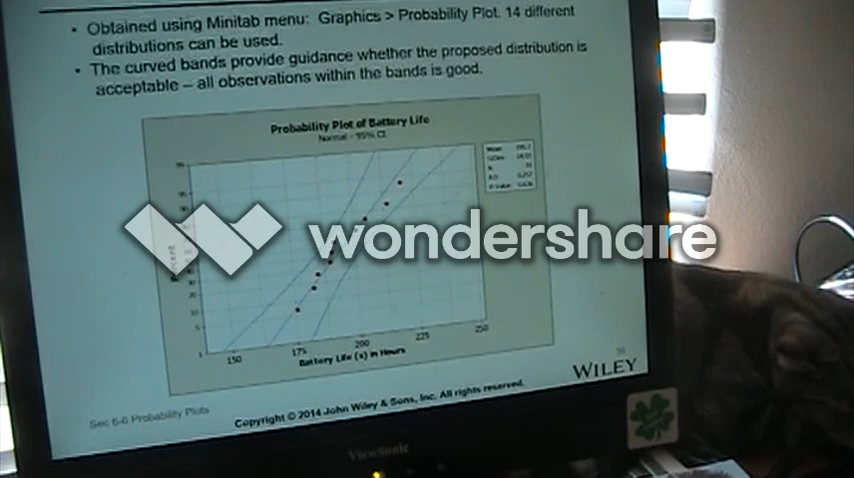 • Obtained using Minitab menu: Graphics > Probability Plot. 14 different
distributions can be used.
• The curved bands provide guidance whether the proposed distribution is
acceptable – all observations within the bands is good.
Probability Plot of Battery Life
Normal - 95% CI
wondershare
Percent
150 175 200 225 250
Battery Life (x) in Hours
WILEY
Sec 6-6 Probability Plots
Copyright © 2014 John Wiley & Sons, Inc. All rights reserved.
ViewSonic